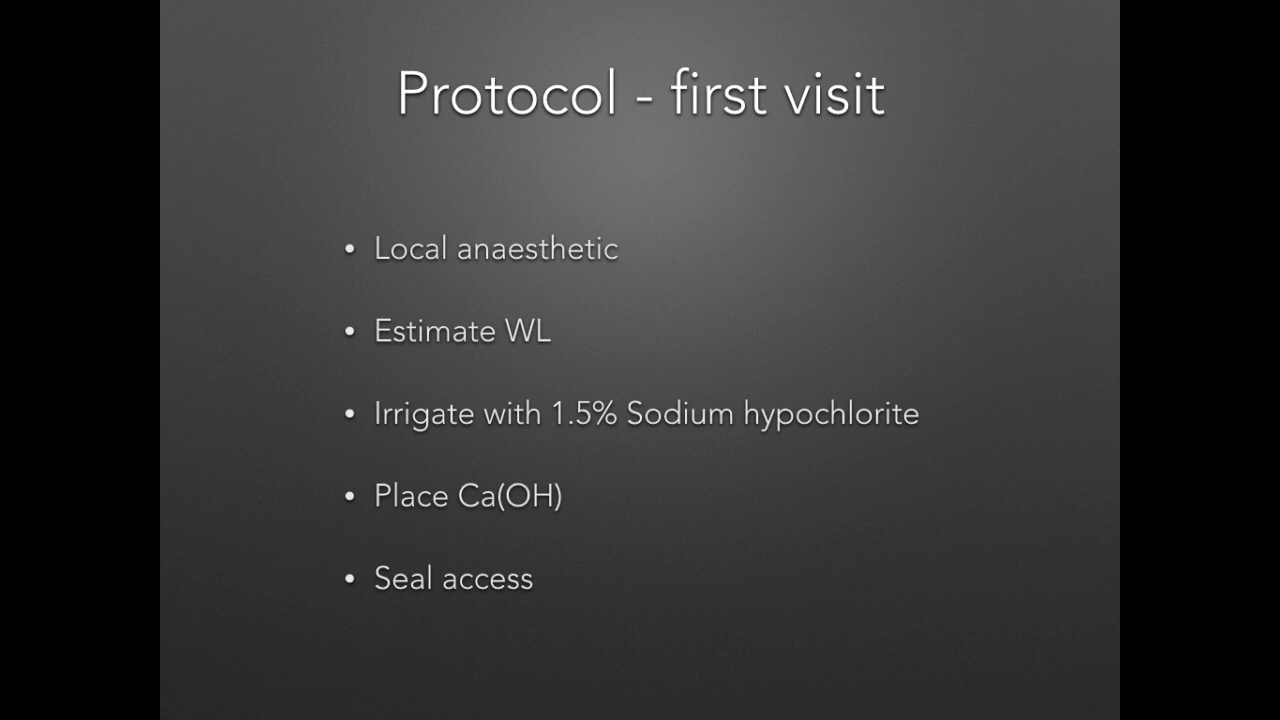 Protocol - first visit
• Local anaesthetic
• Estimate WL
• Irrigate with 1.5% Sodium hypochlorite
• Place Ca(OH)
• Seal access